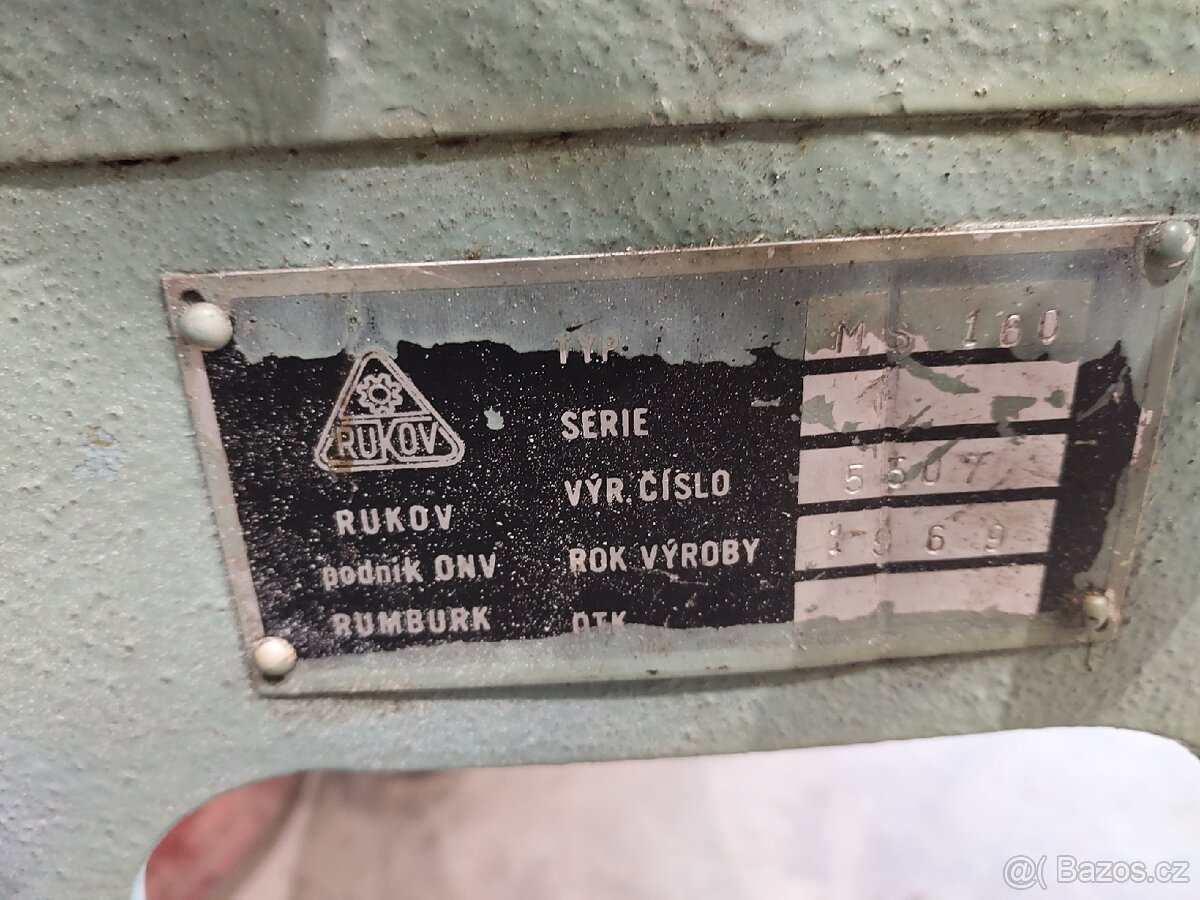 RUKOV
RUKOV
podnik ONV
RUMBURK
TYP MS 160
SERIE
VÝR. ČÍSLO 5507
ROK VÝROBY 1969
OTK
@( Bazos.cz